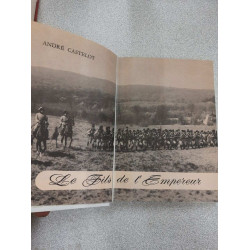 ANDRÉ CASTELOT
Le Fils de l'Empereur